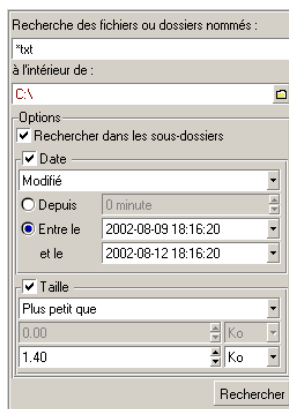 Recherche des fichiers ou dossiers nommés :
*txt
à l'intérieur de :
C:\
Options
Rechercher dans les sous-dossiers
Date
Modifié
Depuis 0 minute
Entre le 2002-08-09 18:16:20
et le 2002-08-12 18:16:20
Taille
Plus petit que
0.00 Ko
1.40 Ko
Rechercher